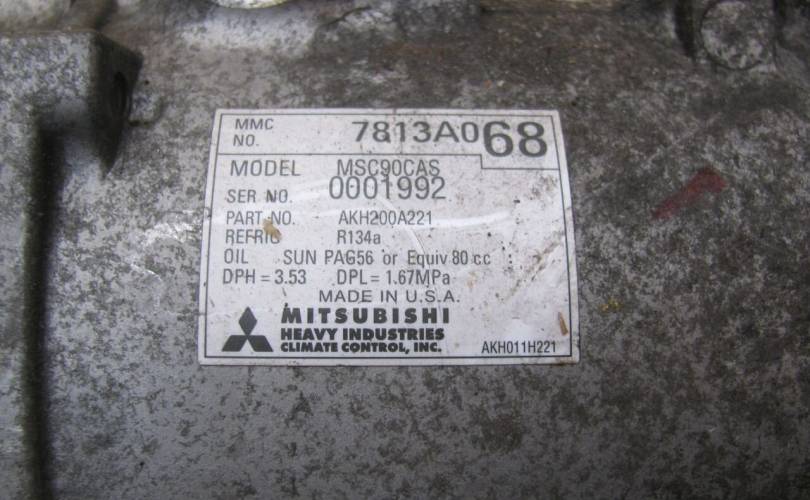 MMC NO. 7813A068
MODEL MSC90CAS
SER NO. 0001992
PART NO. AKH200A221
REFRIG R134a
OIL SUN PAG56 or Equiv 80 cc
DPH = 3.53 DPL = 1.67MPa
MADE IN U.S.A.
MITSUBISHI
HEAVY INDUSTRIES
CLIMATE CONTROL, INC.
AKH011H221